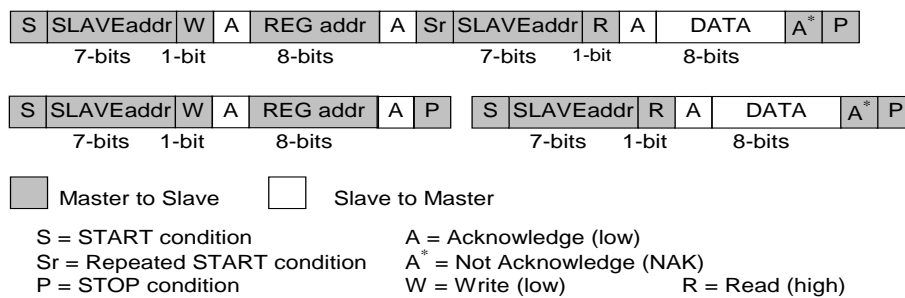 S SLAVEaddr W A REG addr A Sr SLAVEaddr R A DATA A* P
7-bits 1-bit 8-bits 7-bits 1-bit 8-bits
S SLAVEaddr W A REG addr A P S SLAVEaddr R A DATA A* P
7-bits 1-bit 8-bits 7-bits 1-bit 8-bits
Master to Slave Slave to Master
S = START condition A = Acknowledge (low)
Sr = Repeated START condition A* = Not Acknowledge (NAK)
P = STOP condition W = Write (low) R = Read (high)